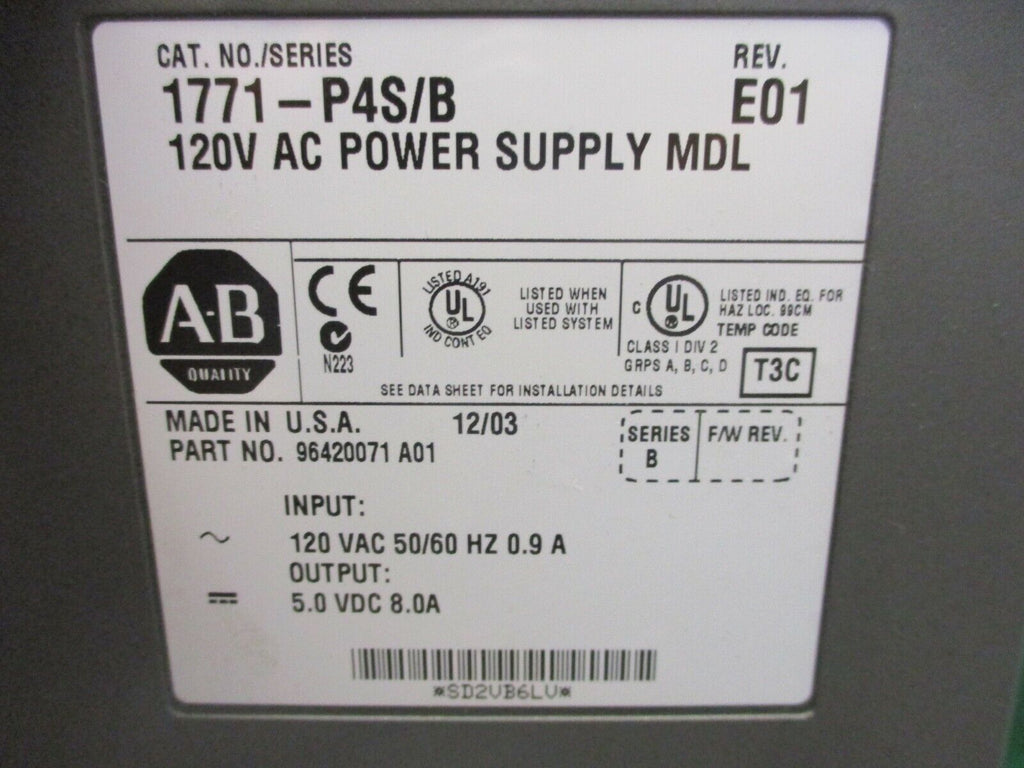 CAT. NO./SERIES REV.
1771-P4S/B E01
120V AC POWER SUPPLY MDL
A-B
QUALITY
CE
N223
LISTED A191
UL
IND CONT EQ
LISTED WHEN
USED WITH
LISTED SYSTEM
C UL
LISTED IND. EQ. FOR
HAZ LOC. 99CM
TEMP CODE
CLASS I DIV 2
GRPS A, B, C, D
T3C
SEE DATA SHEET FOR INSTALLATION DETAILS
MADE IN U.S.A. 12/03
PART NO. 96420071 A01
SERIES F/W REV.
B
INPUT:
~ 120 VAC 50/60 HZ 0.9 A
OUTPUT:
5.0 VDC 8.0A
*SD2VB6LV*